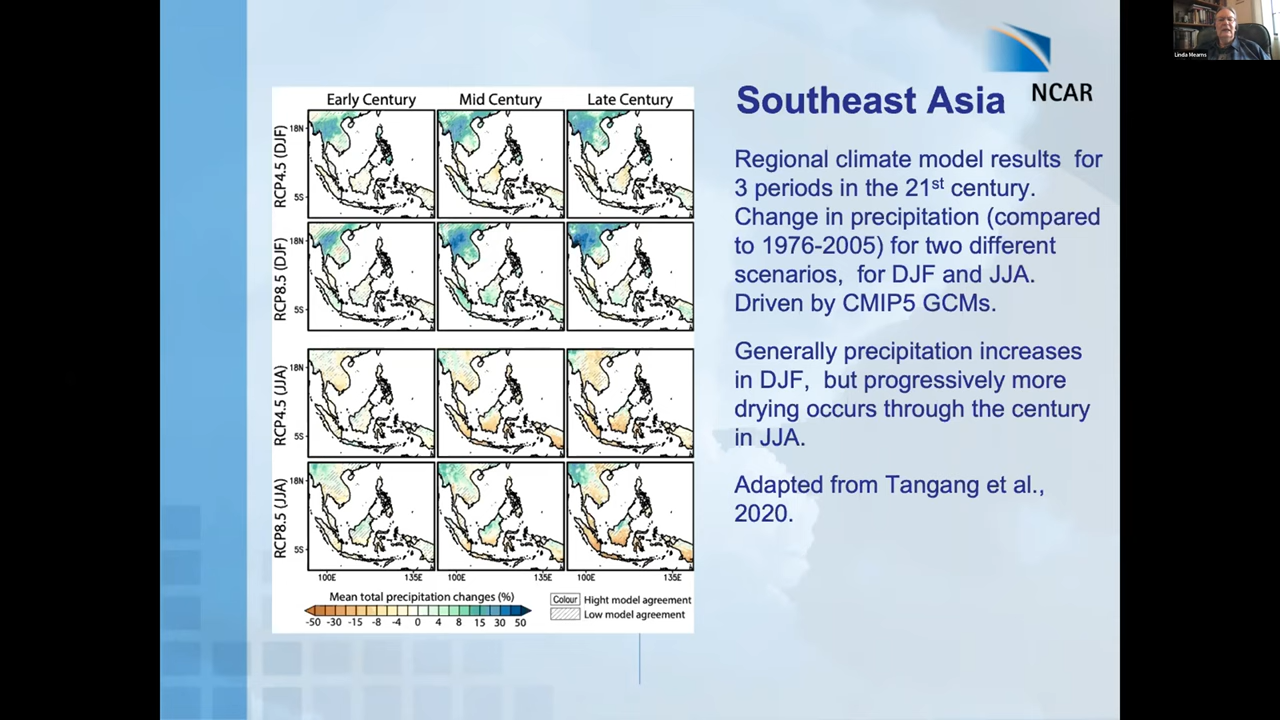 NCAR
Southeast Asia
Regional climate model results for
3 periods in the 21st century.
Change in precipitation (compared
to 1976-2005) for two different
scenarios, for DJF and JJA.
Driven by CMIP5 GCMs.
Generally precipitation increases
in DJF, but progressively more
drying occurs through the century
in JJA.
Adapted from Tangang et al.,
2020.
Early Century
Mid Century
Late Century
RCP4.5 (DJF)
18N
5S
RCP8.5 (DJF)
18N
5S
RCP4.5 (JJA)
18N
5S
RCP8.5 (JJA)
18N
5S
100E 135E 100E 135E 100E 135E
Mean total precipitation changes (%)
-50 -30 -15 -8 -4 0 4 8 15 30 50
Colour Hight model agreement
Low model agreement
Linda Mearns